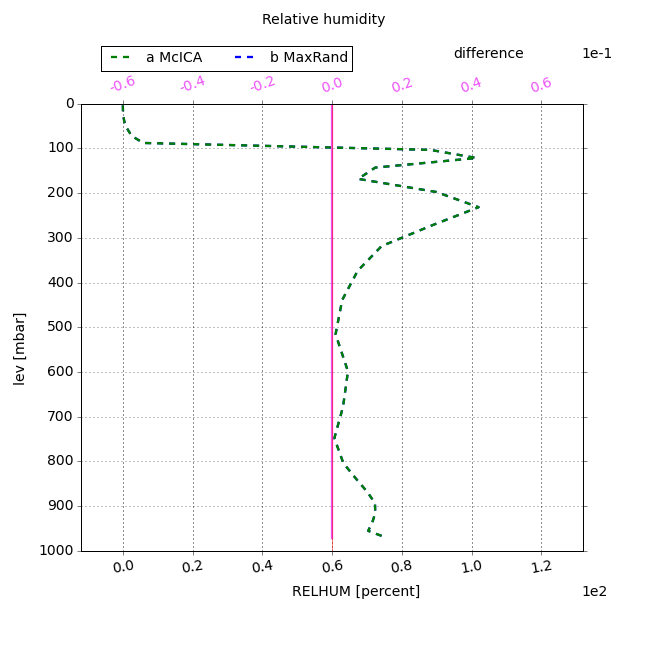 Relative humidity
a McICA b MaxRand difference 1e-1
-0.6 -0.4 -0.2 0.0 0.2 0.4 0.6
0
100
200
300
400
500
600
700
800
900
1000
lev [mbar]
0.0 0.2 0.4 0.6 0.8 1.0 1.2
RELHUM [percent] 1e2